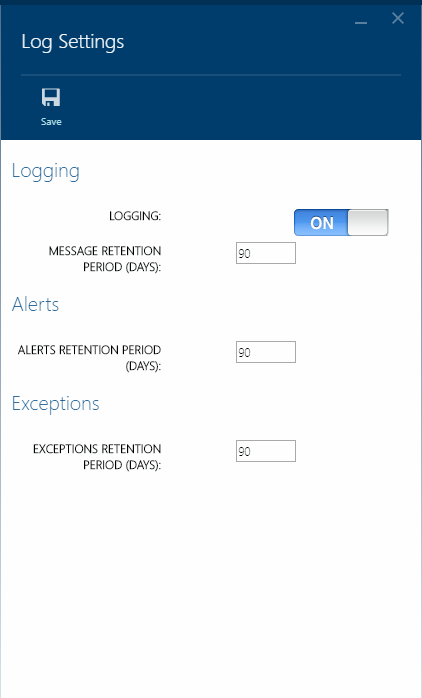 Log Settings
Save
Logging
LOGGING:
ON
MESSAGE RETENTION
PERIOD (DAYS):
90
Alerts
ALERTS RETENTION PERIOD
(DAYS):
90
Exceptions
EXCEPTIONS RETENTION
PERIOD (DAYS):
90